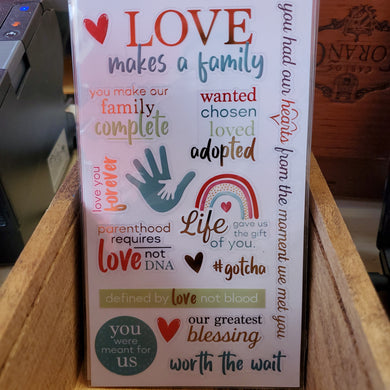 LOVE
makes a family
you make our
family
complete
wanted
chosen
loved
adopted
you had our hearts from the moment we met you
love you
forever
parenthood
requires
love not
DNA
Life gave us
the gift
of you.
#gotcha
defined by love not blood
you
were
meant for
us
our greatest
blessing
worth the wait